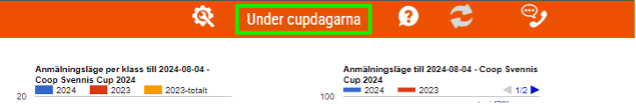 Under cupdagarna
Anmälningsläge per klass till 2024-08-04 -
Coop Svennis Cup 2024
2024 2023 2023-totalt
20
Anmälningsläge till 2024-08-04 - Coop Svennis
Cup 2024
2024 2023 1/2
100